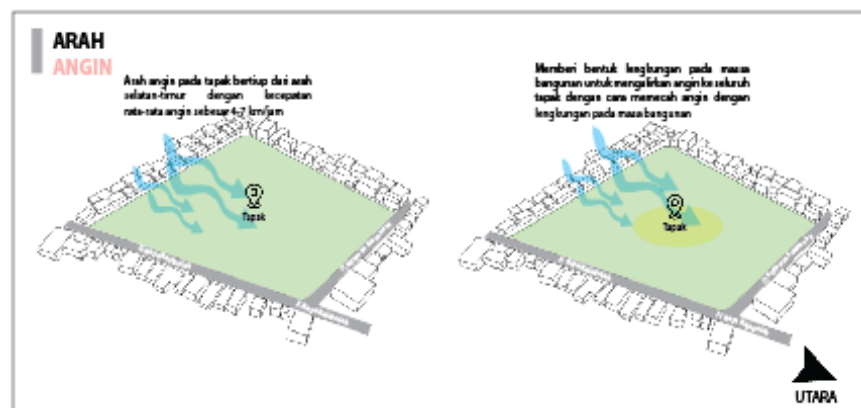 ARAH
ANGIN
Arah angin pada tapak bertiup dari arah
selatan-timur dengan kecepatan
rata-rata angin sebesar 4-7 km/jam
Tapak
Memberi bentuk lengkungan pada massa
bangunan untuk mengalirkan angin ke seluruh
tapak dengan cara memecah angin dengan
lengkungan pada masa bangunan
Tapak
UTARA